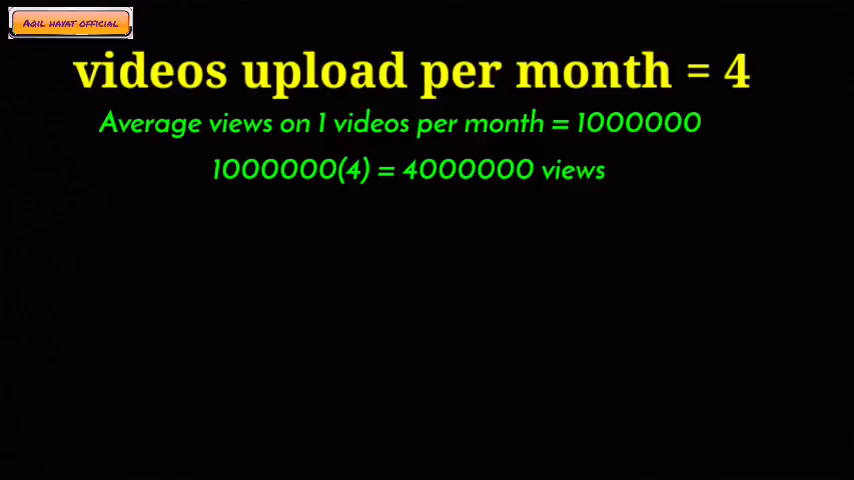 AQIL HAYAT OFFICIAL
videos upload per month = 4
Average views on 1 videos per month = 1000000
1000000(4) = 4000000 views